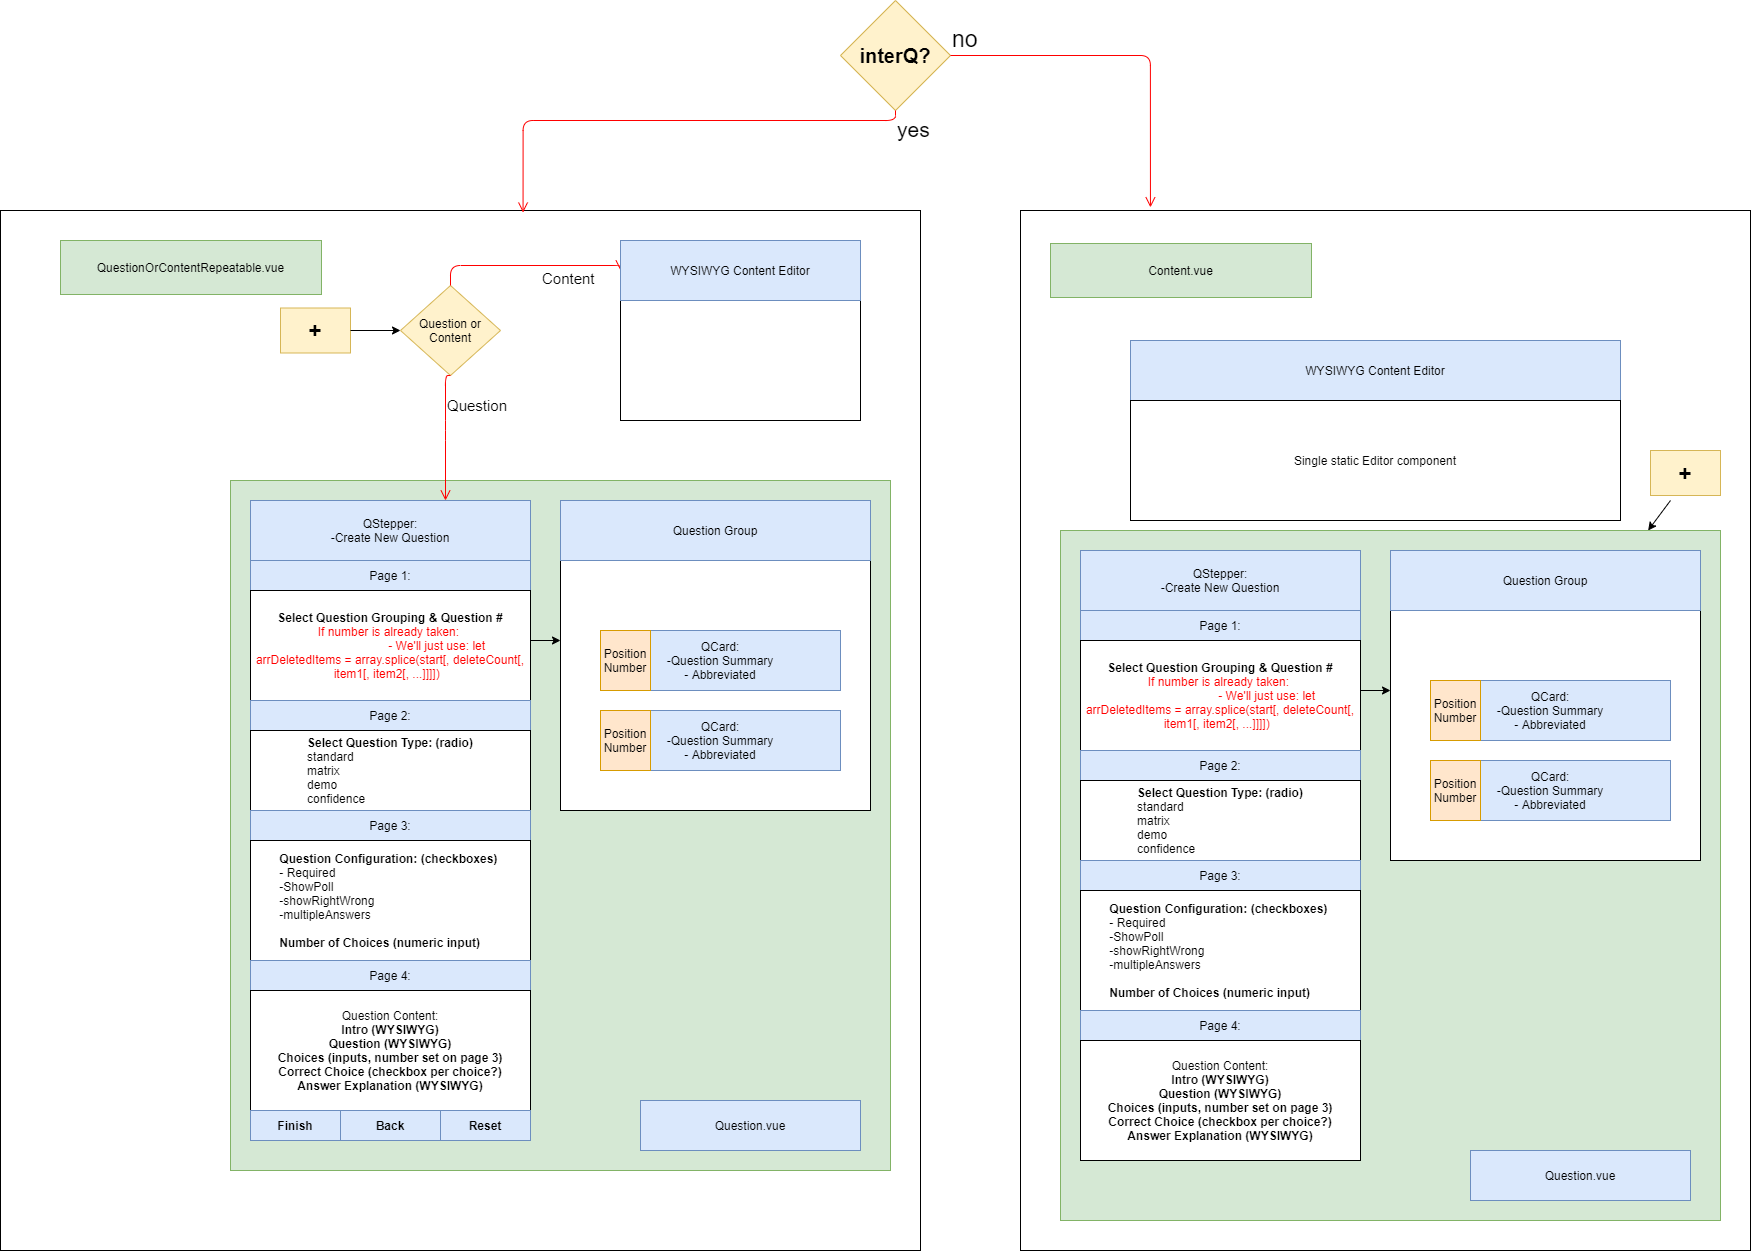 interQ?
no
yes
QuestionOrContentRepeatable.vue
+
Question or
Content
Content
Question
WYSIWYG Content Editor
QStepper:
-Create New Question
Page 1:
Select Question Grouping & Question #
If number is already taken:
- We'll just use: let
arrDeletedItems = array.splice(start[, deleteCount[,
item1[, item2[, ...]]]])
Page 2:
Select Question Type: (radio)
standard
matrix
demo
confidence
Page 3:
Question Configuration: (checkboxes)
- Required
-ShowPoll
-showRightWrong
-multipleAnswers
Number of Choices (numeric input)
Page 4:
Question Content:
Intro (WYSIWYG)
Question (WYSIWYG)
Choices (inputs, number set on page 3)
Correct Choice (checkbox per choice?)
Answer Explanation (WYSIWYG)
Finish
Back
Reset
Question Group
Position
Number
QCard:
-Question Summary
- Abbreviated
Position
Number
QCard:
-Question Summary
- Abbreviated
Question.vue
Content.vue
WYSIWYG Content Editor
Single static Editor component
+
QStepper:
-Create New Question
Page 1:
Select Question Grouping & Question #
If number is already taken:
- We'll just use: let
arrDeletedItems = array.splice(start[, deleteCount[,
item1[, item2[, ...]]]])
Page 2:
Select Question Type: (radio)
standard
matrix
demo
confidence
Page 3:
Question Configuration: (checkboxes)
- Required
-ShowPoll
-showRightWrong
-multipleAnswers
Number of Choices (numeric input)
Page 4:
Question Content:
Intro (WYSIWYG)
Question (WYSIWYG)
Choices (inputs, number set on page 3)
Correct Choice (checkbox per choice?)
Answer Explanation (WYSIWYG)
Question Group
Position
Number
QCard:
-Question Summary
- Abbreviated
Position
Number
QCard:
-Question Summary
- Abbreviated
Question.vue